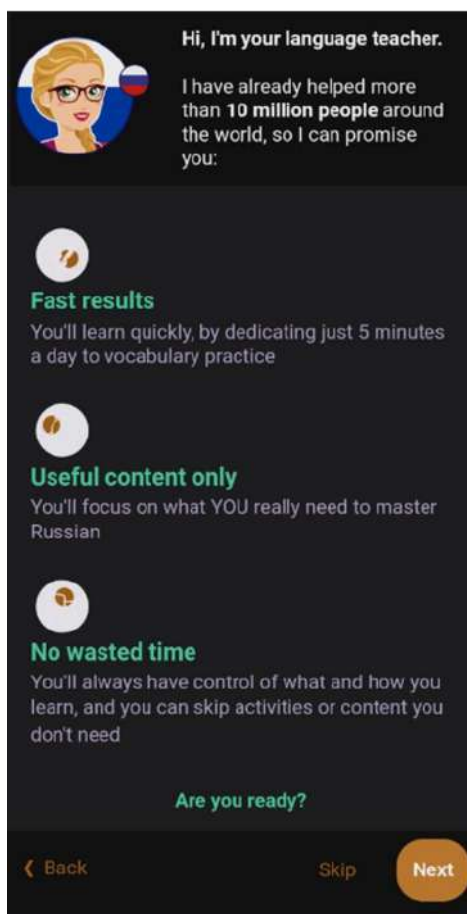 Hi, I'm your language teacher.
I have already helped more
than 10 million people around
the world, so I can promise
you:
Fast results
You'll learn quickly, by dedicating just 5 minutes
a day to vocabulary practice
Useful content only
You'll focus on what YOU really need to master
Russian
No wasted time
You'll always have control of what and how you
learn, and you can skip activities or content you
don't need
Are you ready?
❮ Back
Skip
Next